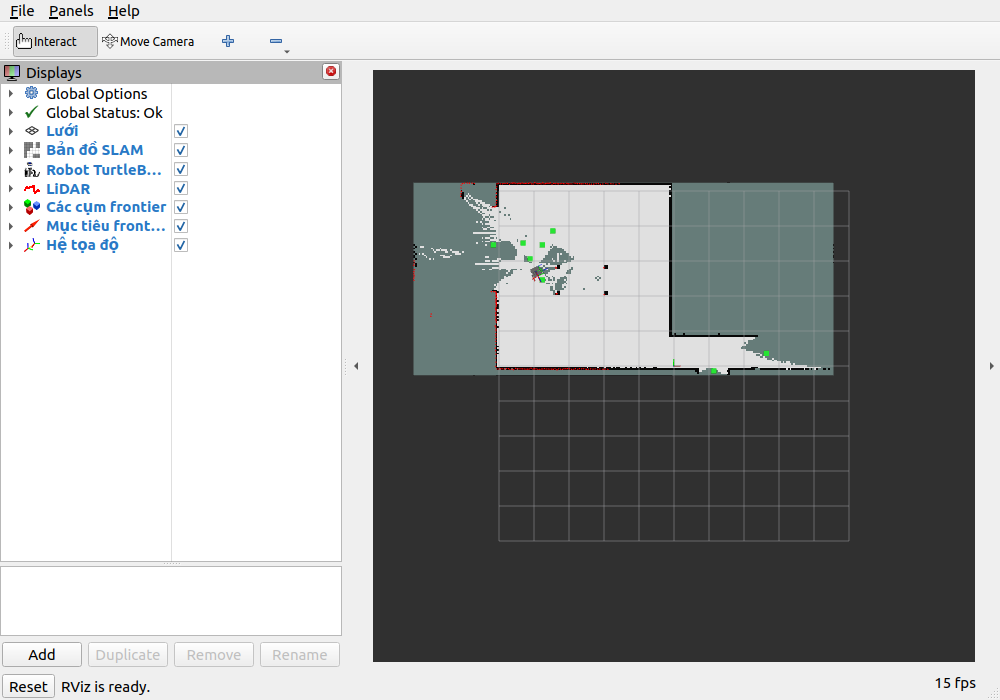 File Panels Help
Interact Move Camera
Displays
Global Options
Global Status: Ok
Lưới
Bản đồ SLAM
Robot TurtleB...
LiDAR
Các cụm frontier
Mục tiêu front...
Hệ tọa độ
Add Duplicate Remove Rename
Reset RViz is ready. 15 fps